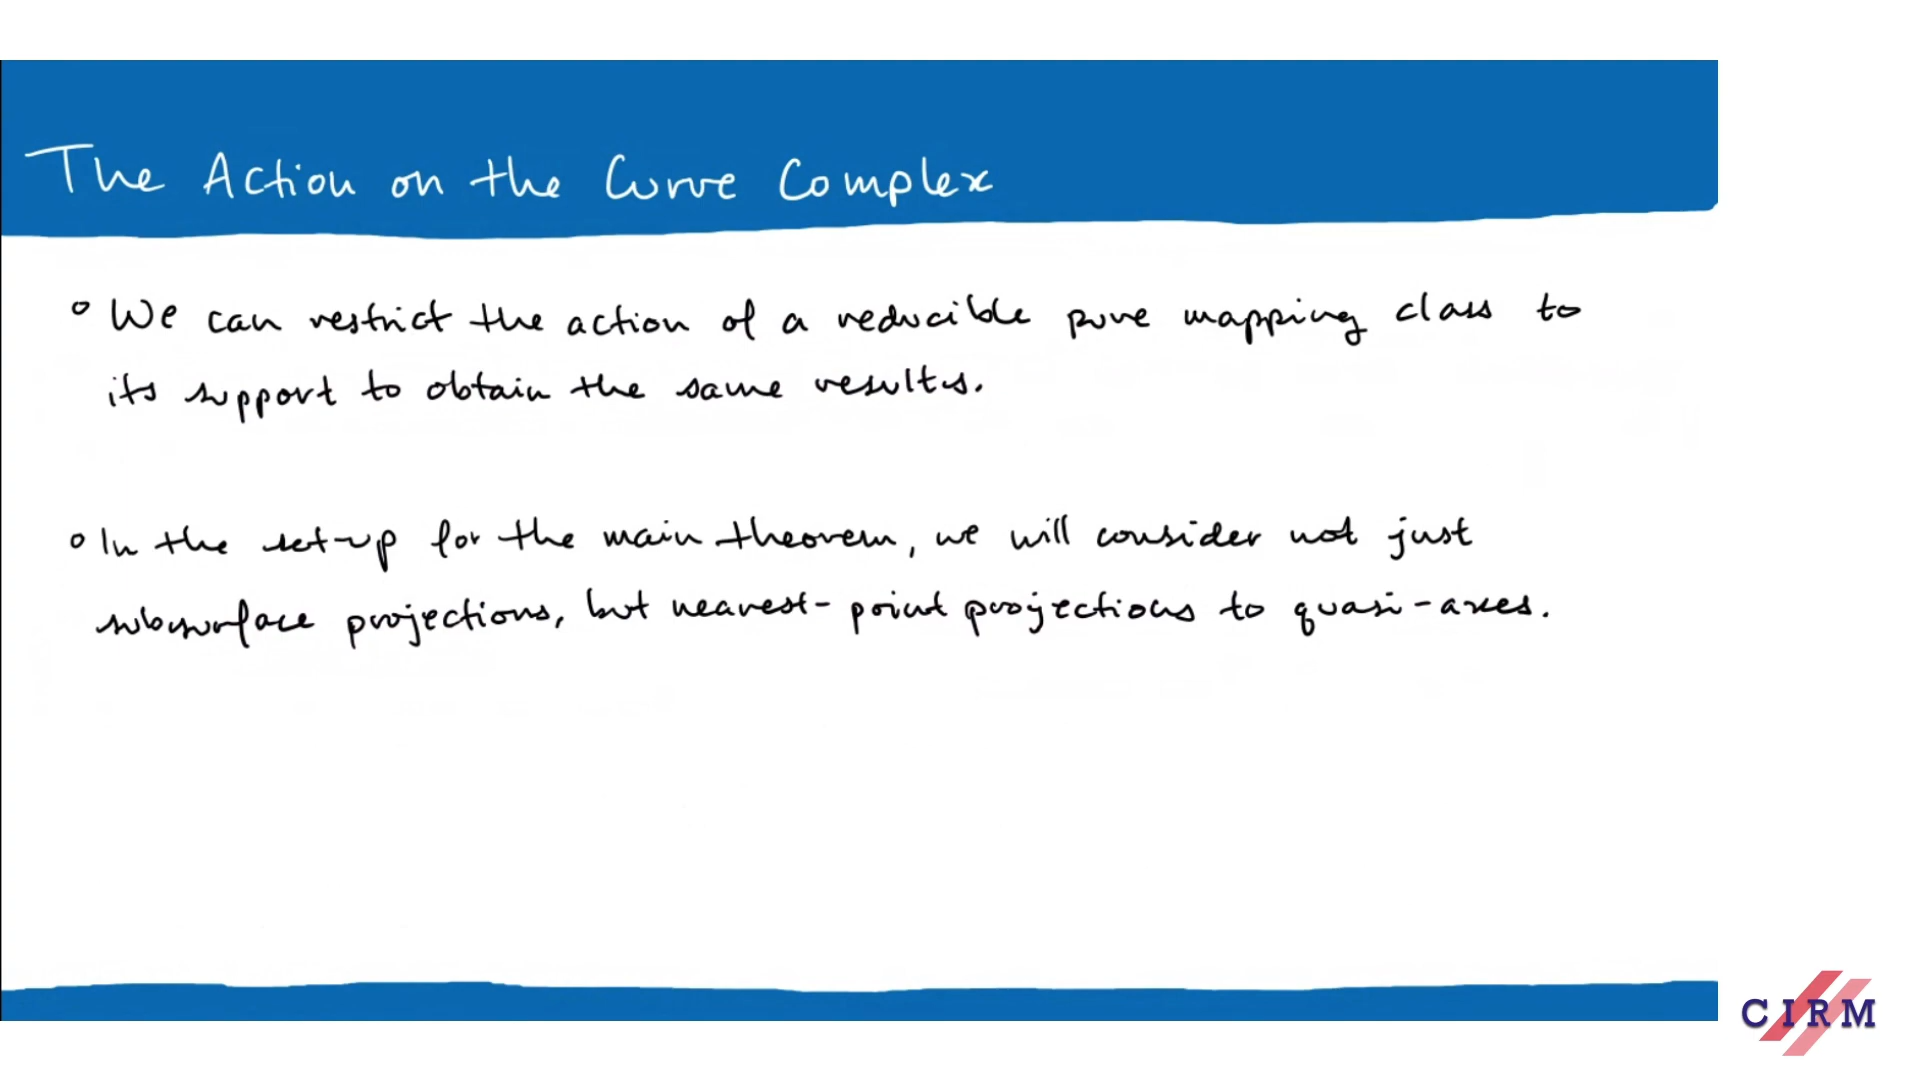 The Action on the Curve Complex
° We can restrict the action of a reducible pure mapping class to
its support to obtain the same results.
° In the set-up for the main theorem, we will consider not just
subsurface projections, but nearest-point projections to quasi-axes.
CIRM